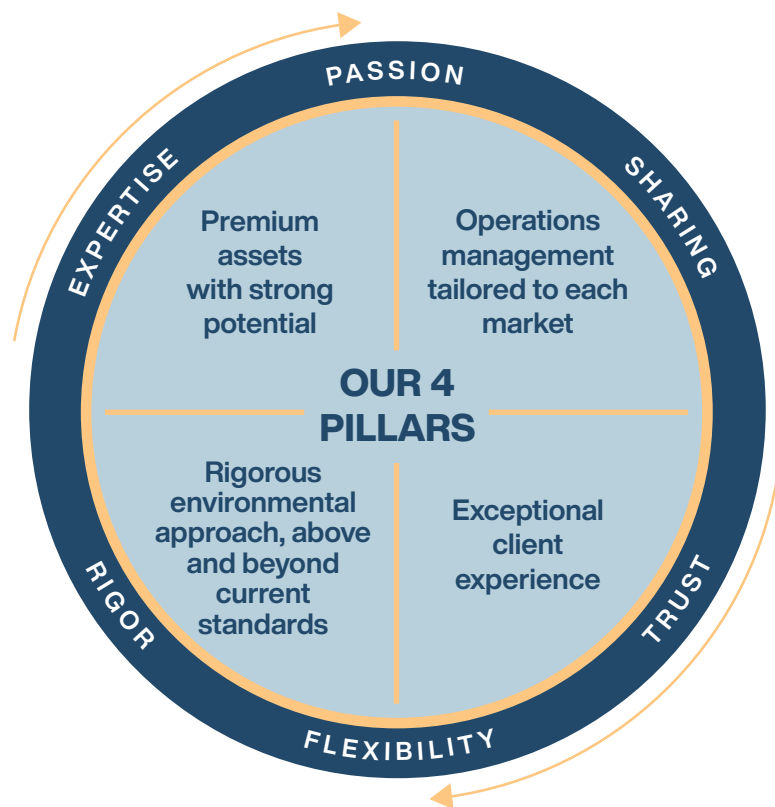 PASSION
EXPERTISE
SHARING
Premium
assets
with strong
potential
Operations
management
tailored to each
market
OUR 4
PILLARS
Rigorous
environmental
approach, above
and beyond
current
standards
Exceptional
client
experience
RIGOR
TRUST
FLEXIBILITY